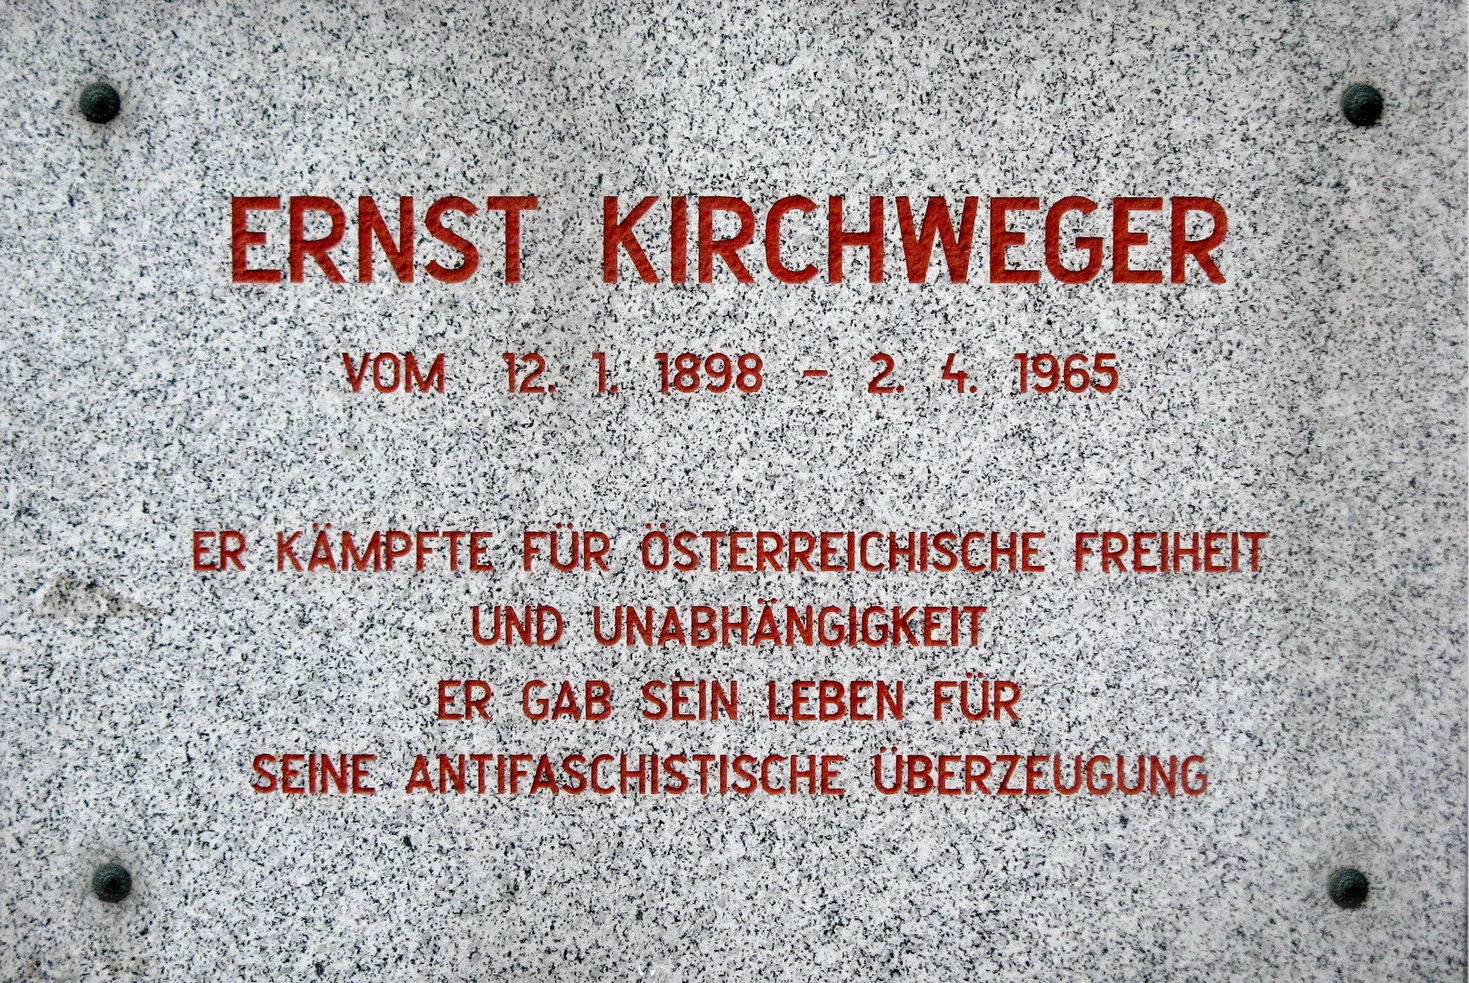 ERNST KIRCHWEGER
VOM 12. 1. 1898 – 2. 4. 1965
ER KÄMPFTE FÜR ÖSTERREICHISCHE FREIHEIT
UND UNABHÄNGIGKEIT
ER GAB SEIN LEBEN FÜR
SEINE ANTIFASCHISTISCHE ÜBERZEUGUNG